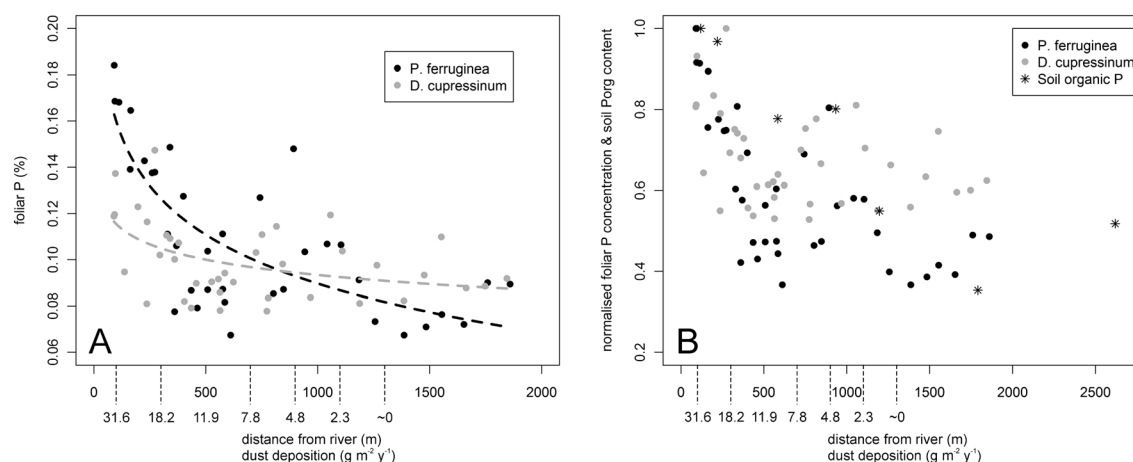 0.20
0.18
0.16
0.14
0.12
0.10
0.08
0.06
foliar P (%)
P. ferruginea
D. cupressinum
A
0 500 1000 1500 2000
31.6 18.2 11.9 7.8 4.8 2.3 ~0
distance from river (m)
dust deposition (g m⁻² y⁻¹)
1.0
0.8
0.6
0.4
0.2
normalised foliar P concentration & soil Porg content
P. ferruginea
D. cupressinum
Soil organic P
B
0 500 1000 1500 2000 2500
31.6 18.2 11.9 7.8 4.8 2.3 ~0
distance from river (m)
dust deposition (g m⁻² y⁻¹)